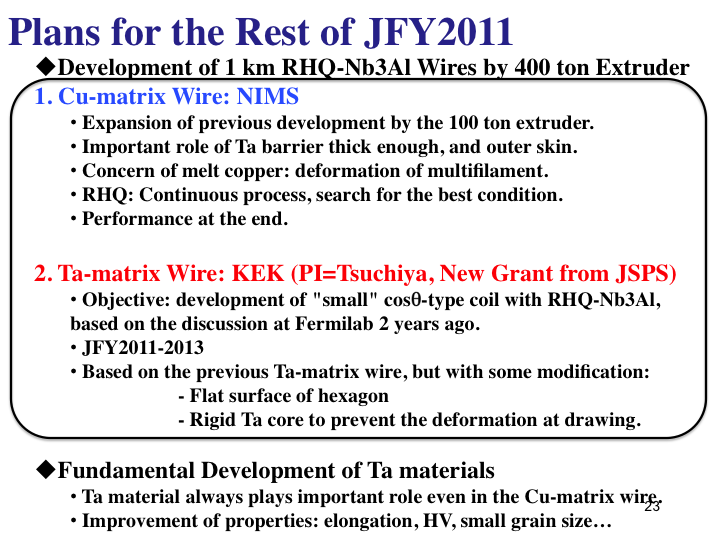 Plans for the Rest of JFY2011
◆Development of 1 km RHQ-Nb3Al Wires by 400 ton Extruder
1. Cu-matrix Wire: NIMS
• Expansion of previous development by the 100 ton extruder.
• Important role of Ta barrier thick enough, and outer skin.
• Concern of melt copper: deformation of multifilament.
• RHQ: Continuous process, search for the best condition.
• Performance at the end.
2. Ta-matrix Wire: KEK (PI=Tsuchiya, New Grant from JSPS)
• Objective: development of "small" cosθ-type coil with RHQ-Nb3Al,
based on the discussion at Fermilab 2 years ago.
• JFY2011-2013
• Based on the previous Ta-matrix wire, but with some modification:
- Flat surface of hexagon
- Rigid Ta core to prevent the deformation at drawing.
◆Fundamental Development of Ta materials
• Ta material always plays important role even in the Cu-matrix wire.
• Improvement of properties: elongation, HV, small grain size…
23